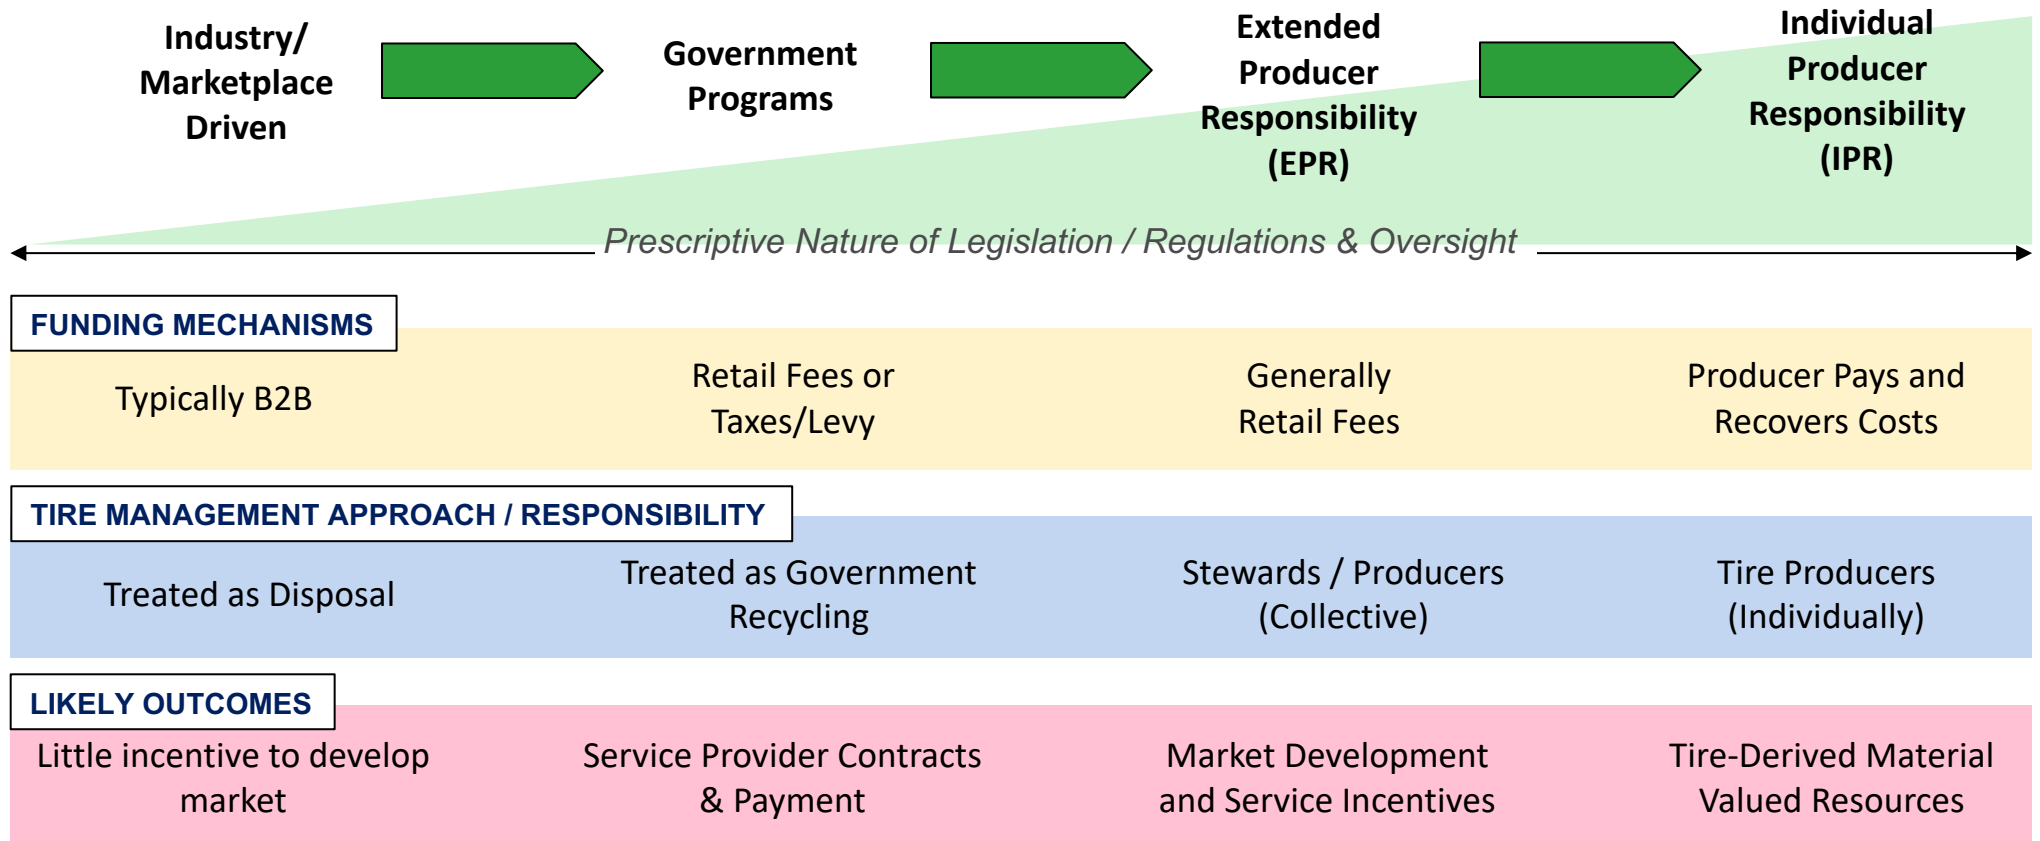 Industry/
Marketplace
Driven
Government
Programs
Extended
Producer
Responsibility
(EPR)
Individual
Producer
Responsibility
(IPR)
Prescriptive Nature of Legislation / Regulations & Oversight
FUNDING MECHANISMS
Typically B2B
Retail Fees or
Taxes/Levy
Generally
Retail Fees
Producer Pays and
Recovers Costs
TIRE MANAGEMENT APPROACH / RESPONSIBILITY
Treated as Disposal
Treated as Government
Recycling
Stewards / Producers
(Collective)
Tire Producers
(Individually)
LIKELY OUTCOMES
Little incentive to develop
market
Service Provider Contracts
& Payment
Market Development
and Service Incentives
Tire-Derived Material
Valued Resources